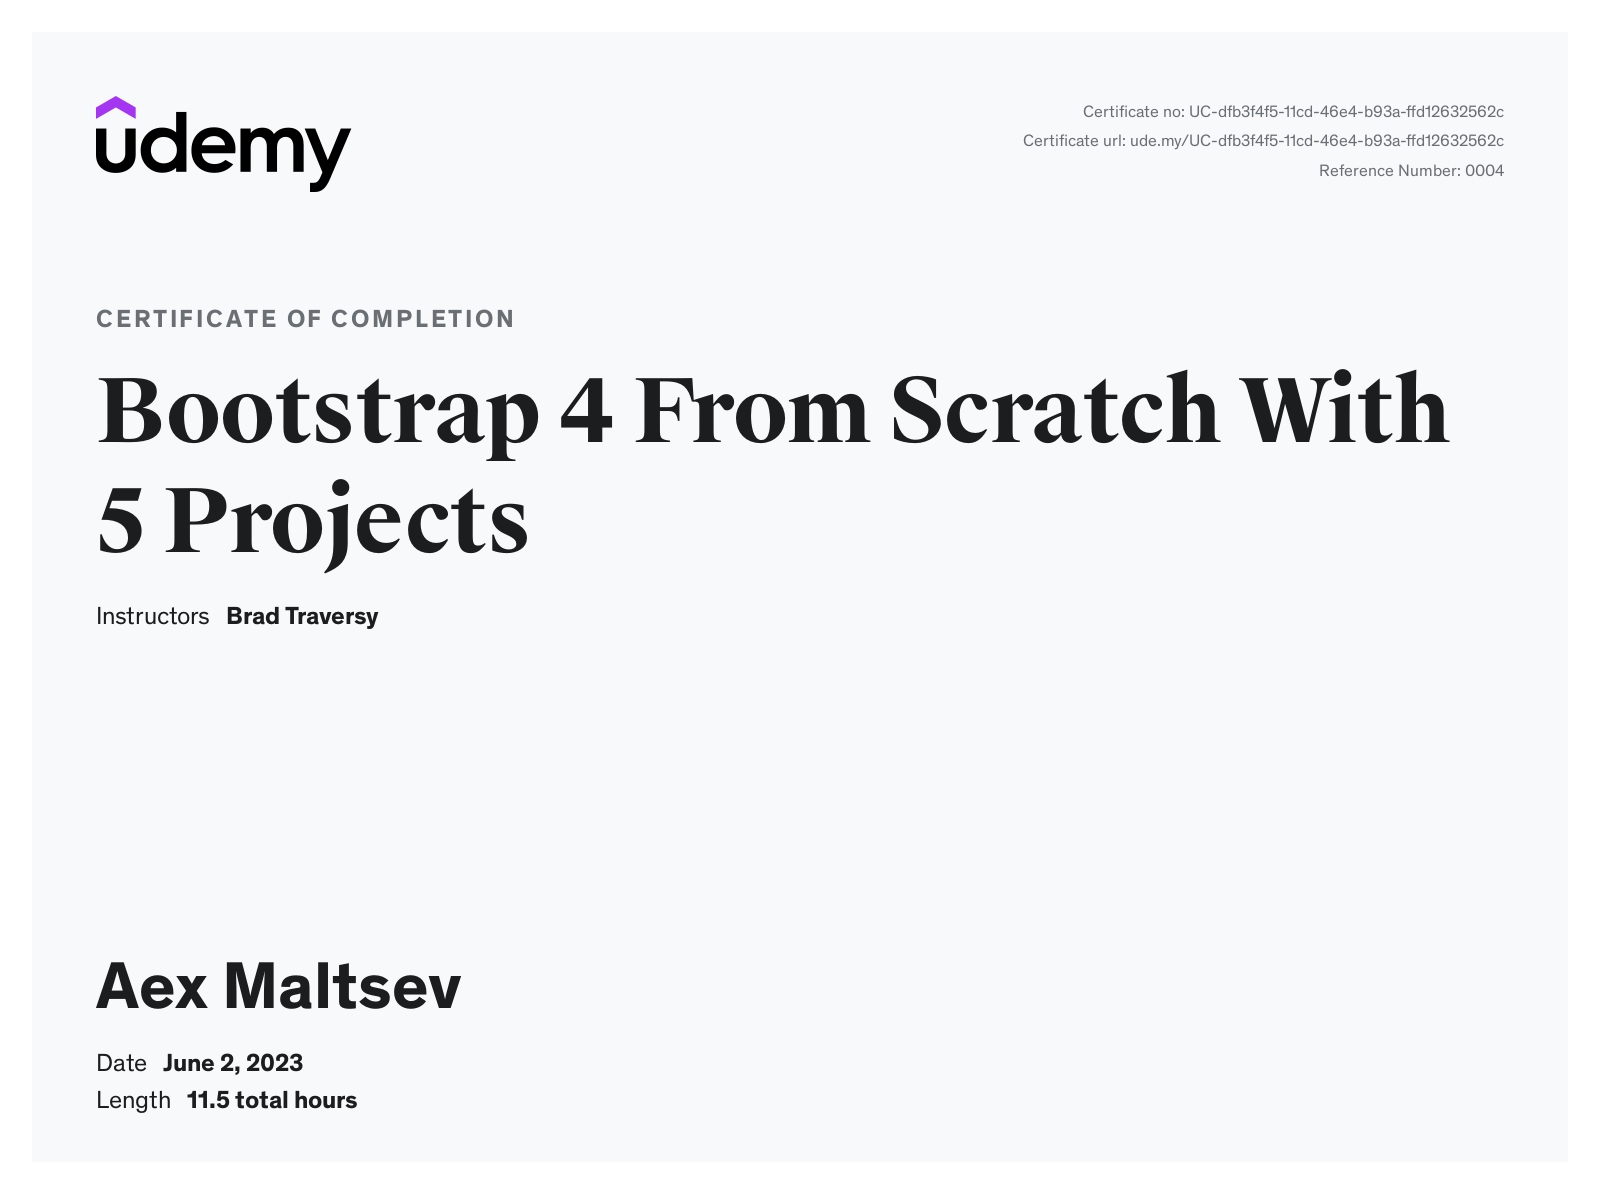 udemy
Certificate no: UC-dfb3f4f5-11cd-46e4-b93a-ffd12632562c
Certificate url: ude.my/UC-dfb3f4f5-11cd-46e4-b93a-ffd12632562c
Reference Number: 0004
CERTIFICATE OF COMPLETION
Bootstrap 4 From Scratch With
5 Projects
Instructors Brad Traversy
Aex Maltsev
Date June 2, 2023
Length 11.5 total hours